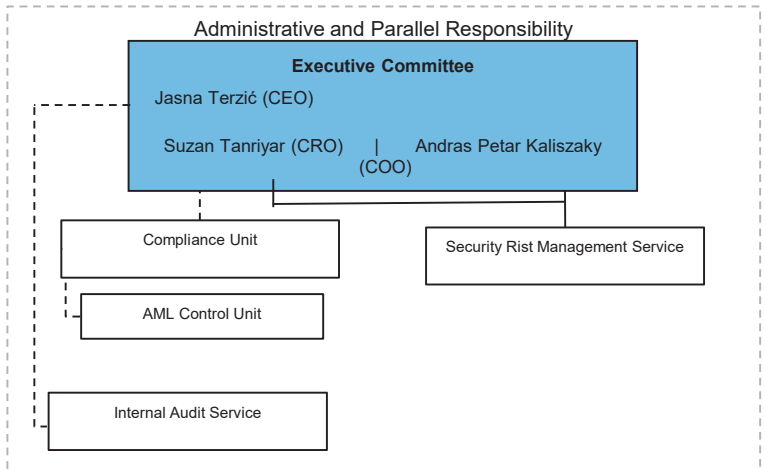 Administrative and Parallel Responsibility
Executive Committee
Jasna Terzić (CEO)
Suzan Tanriyar (CRO) | Andras Petar Kaliszaky
(COO)
Compliance Unit
Security Rist Management Service
AML Control Unit
Internal Audit Service